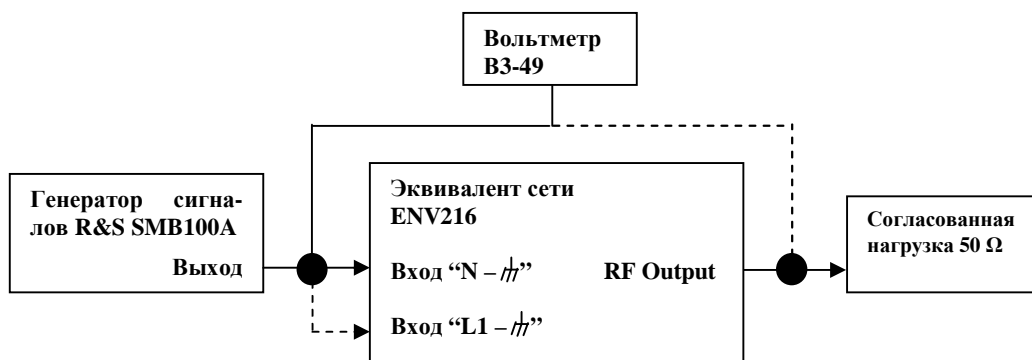 Вольтметр
В3-49
Генератор сигна-
лов R&S SMB100A
Выход
Эквивалент сети
ENV216
Вход “N – ”
RF Output
Вход “L1 – ”
Согласованная
нагрузка 50 Ω